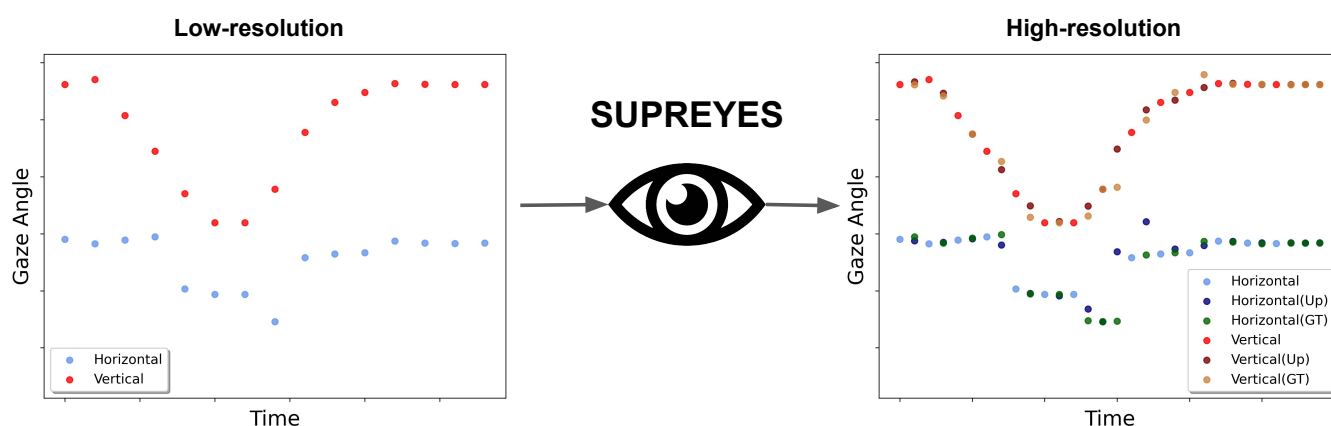 Low-resolution
Gaze Angle
Horizontal
Vertical
Time
SUPREYES
High-resolution
Gaze Angle
Horizontal
Horizontal(Up)
Horizontal(GT)
Vertical
Vertical(Up)
Vertical(GT)
Time